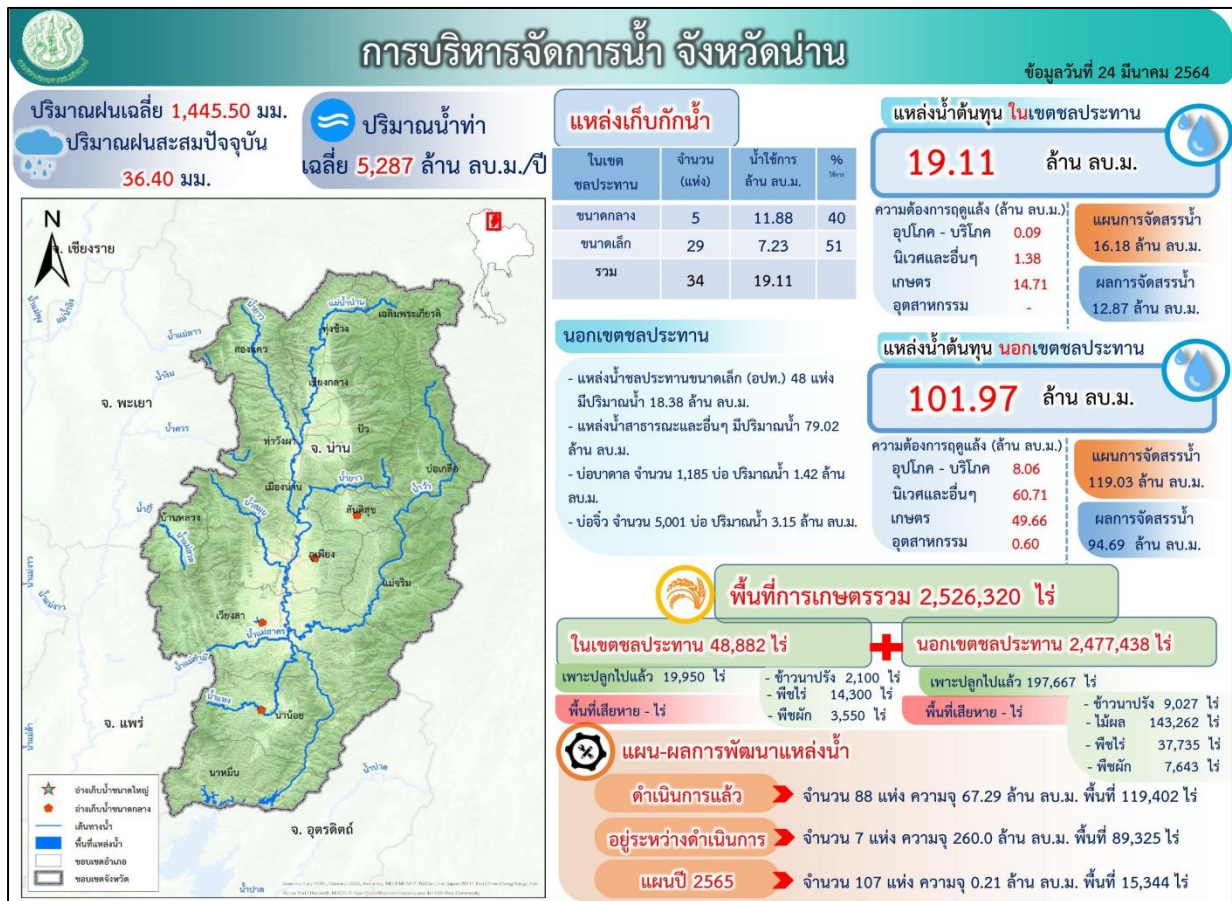 การบริหารจัดการน้ำ จังหวัดน่าน
ข้อมูลวันที่ 24 มีนาคม 2564
ปริมาณฝนเฉลี่ย 1,445.50 มม.
ปริมาณฝนสะสมปัจจุบัน
36.40 มม.
ปริมาณน้ำท่า
เฉลี่ย 5,287 ล้าน ลบ.ม./ปี
N
จ. เชียงราย
จ. พะเยา
จ. แพร่
จ. อุตรดิตถ์
จ. น่าน
แม่น้ำน่าน
เฉลิมพระเกียรติ
ทุ่งช้าง
สองแคว
เชียงกลาง
ปัว
ท่าวังผา
บ่อเกลือ
เมืองน่าน
น้ำยาว
น้ำว้า
สันติสุข
บ้านหลวง
น้ำสมุน
ภูเพียง
แม่จริม
เวียงสา
น้ำแม่สาคร
น้ำแหง
นาน้อย
นาหมื่น
น้ำปาด
น้ำแม่ลาว
น้ำควร
อ่างเก็บน้ำขนาดใหญ่
อ่างเก็บน้ำขนาดกลาง
เส้นทางน้ำ
พื้นที่แหล่งน้ำ
ขอบเขตอำเภอ
ขอบเขตจังหวัด
แหล่งเก็บกักน้ำ
ในเขตชลประทาน จำนวน (แห่ง) น้ำใช้การ ล้าน ลบ.ม. % ใช้การ
ขนาดกลาง 5 11.88 40
ขนาดเล็ก 29 7.23 51
รวม 34 19.11
นอกเขตชลประทาน
- แหล่งน้ำชลประทานขนาดเล็ก (อปท.) 48 แห่ง
มีปริมาณน้ำ 18.38 ล้าน ลบ.ม.
- แหล่งน้ำสาธารณะและอื่นๆ มีปริมาณน้ำ 79.02
ล้าน ลบ.ม.
- บ่อบาดาล จำนวน 1,185 บ่อ ปริมาณน้ำ 1.42 ล้าน
ลบ.ม.
- บ่อจิ๋ว จำนวน 5,001 บ่อ ปริมาณน้ำ 3.15 ล้าน ลบ.ม.
แหล่งน้ำต้นทุน ในเขตชลประทาน
19.11 ล้าน ลบ.ม.
ความต้องการฤดูแล้ง (ล้าน ลบ.ม.)
อุปโภค - บริโภค 0.09
นิเวศและอื่นๆ 1.38
เกษตร 14.71
อุตสาหกรรม -
แผนการจัดสรรน้ำ
16.18 ล้าน ลบ.ม.
ผลการจัดสรรน้ำ
12.87 ล้าน ลบ.ม.
แหล่งน้ำต้นทุน นอกเขตชลประทาน
101.97 ล้าน ลบ.ม.
ความต้องการฤดูแล้ง (ล้าน ลบ.ม.)
อุปโภค - บริโภค 8.06
นิเวศและอื่นๆ 60.71
เกษตร 49.66
อุตสาหกรรม 0.60
แผนการจัดสรรน้ำ
119.03 ล้าน ลบ.ม.
ผลการจัดสรรน้ำ
94.69 ล้าน ลบ.ม.
พื้นที่การเกษตรรวม 2,526,320 ไร่
ในเขตชลประทาน 48,882 ไร่
เพาะปลูกไปแล้ว 19,950 ไร่
พื้นที่เสียหาย - ไร่
- ข้าวนาปรัง 2,100 ไร่
- พืชไร่ 14,300 ไร่
- พืชผัก 3,550 ไร่
นอกเขตชลประทาน 2,477,438 ไร่
เพาะปลูกไปแล้ว 197,667 ไร่
พื้นที่เสียหาย - ไร่
- ข้าวนาปรัง 9,027 ไร่
- ไม้ผล 143,262 ไร่
- พืชไร่ 37,735 ไร่
- พืชผัก 7,643 ไร่
แผน-ผลการพัฒนาแหล่งน้ำ
ดำเนินการแล้ว จำนวน 88 แห่ง ความจุ 67.29 ล้าน ลบ.ม. พื้นที่ 119,402 ไร่
อยู่ระหว่างดำเนินการ จำนวน 7 แห่ง ความจุ 260.0 ล้าน ลบ.ม. พื้นที่ 89,325 ไร่
แผนปี 2565 จำนวน 107 แห่ง ความจุ 0.21 ล้าน ลบ.ม. พื้นที่ 15,344 ไร่